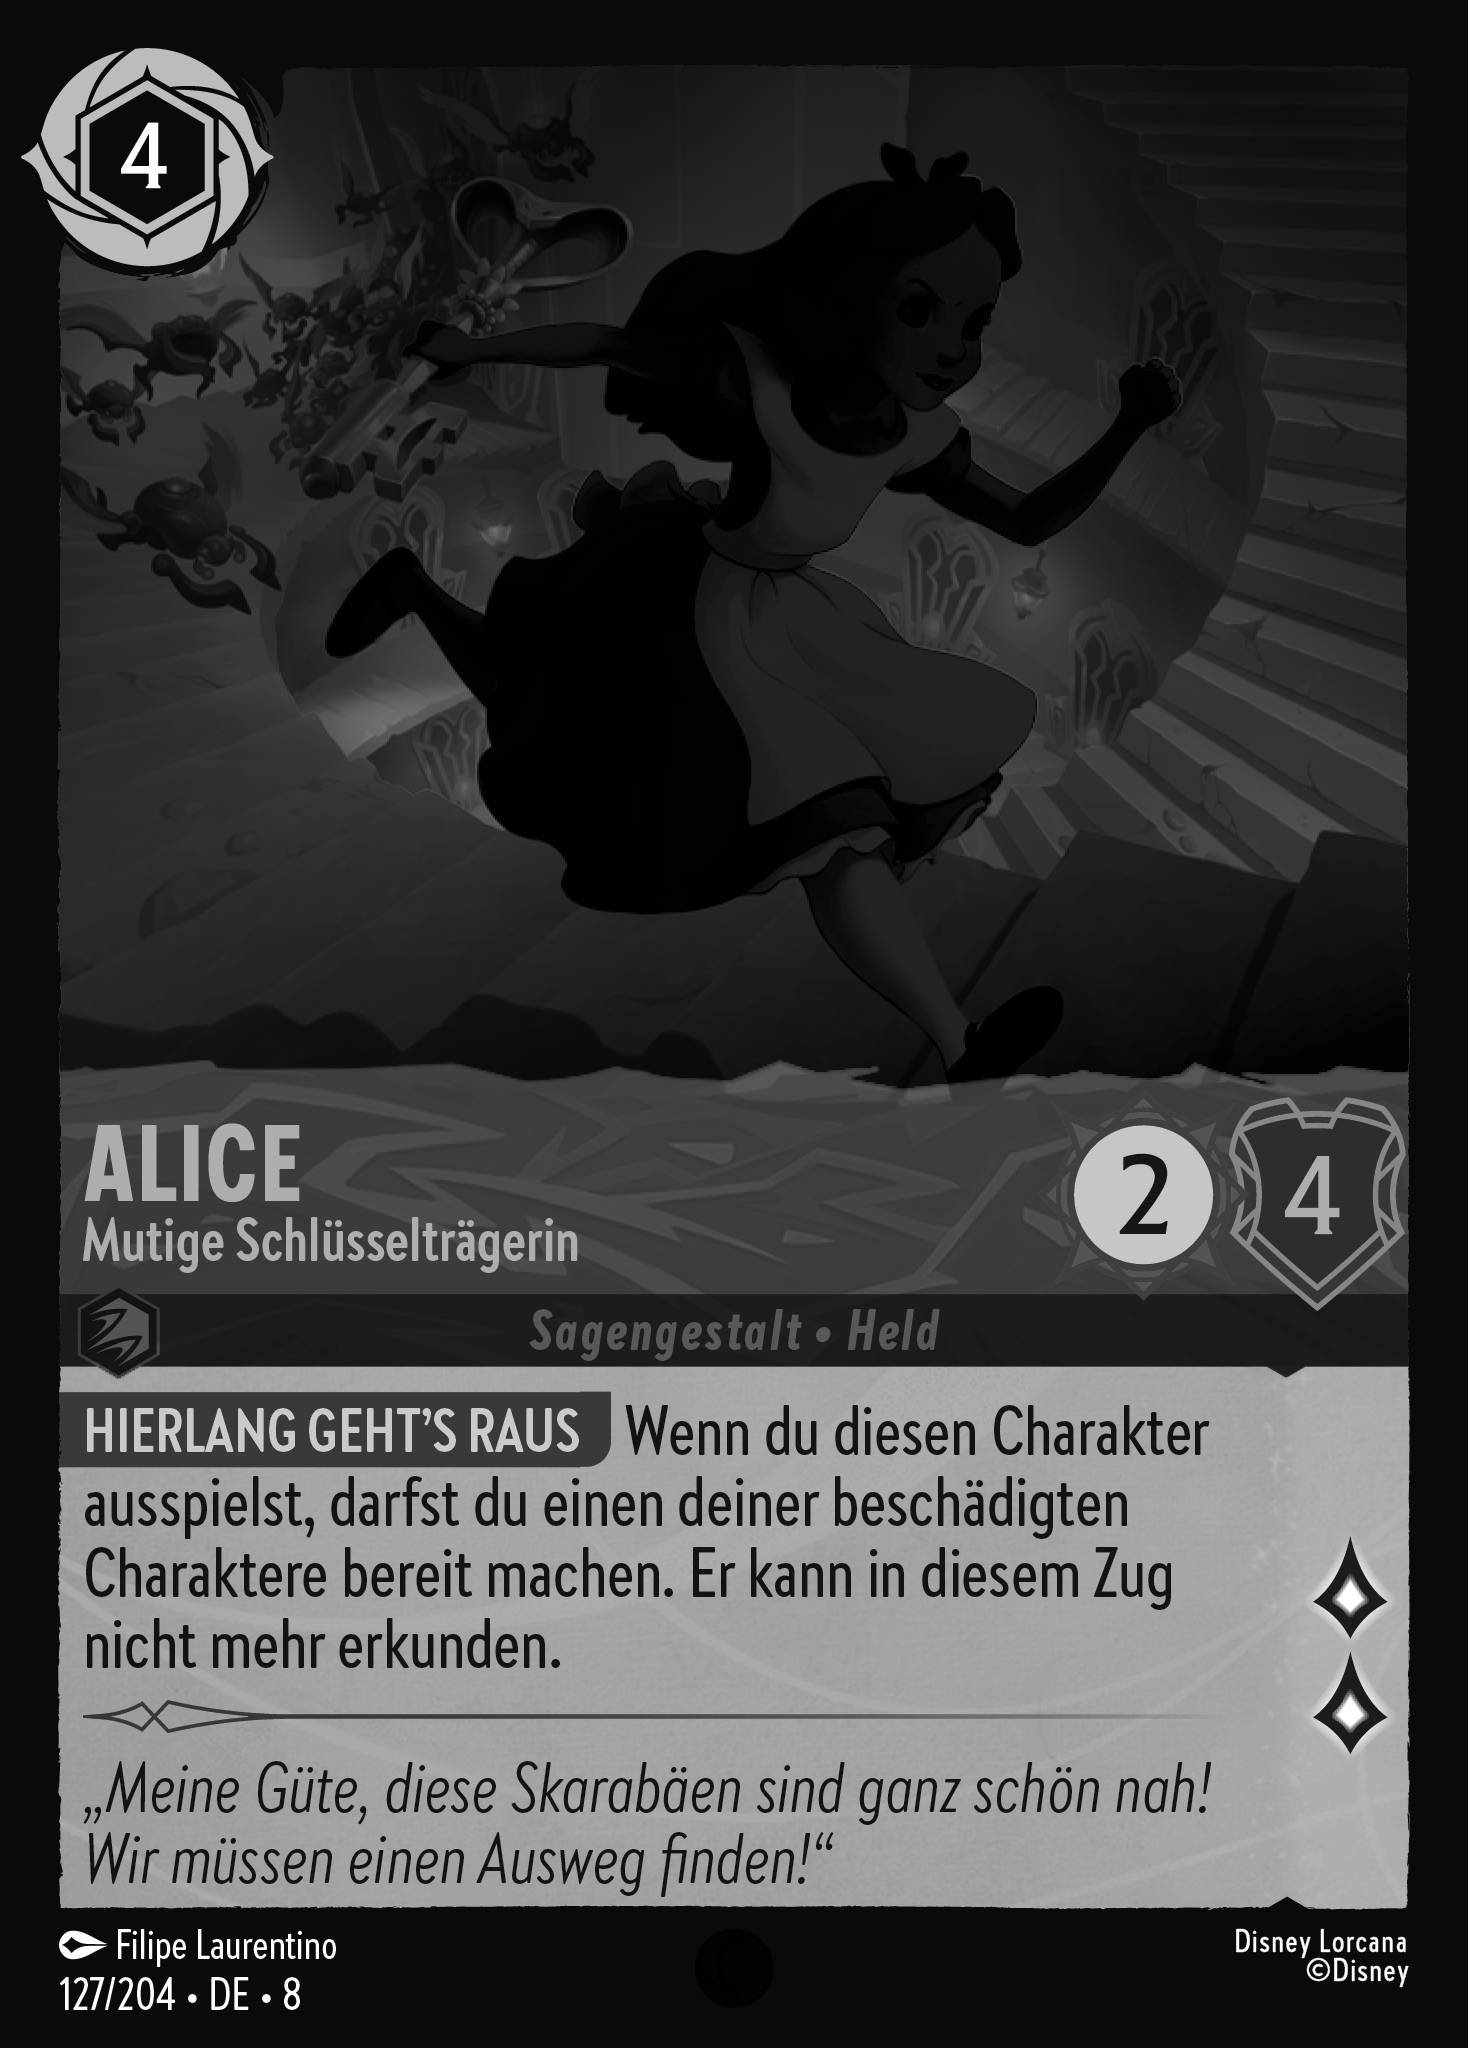 4
ALICE
Mutige Schlüsselträgerin
2
4
Sagengestalt • Held
HIERLANG GEHT’S RAUS Wenn du diesen Charakter
ausspielst, darfst du einen deiner beschädigten
Charaktere bereit machen. Er kann in diesem Zug
nicht mehr erkunden.
„Meine Güte, diese Skarabäen sind ganz schön nah!
Wir müssen einen Ausweg finden!“
Filipe Laurentino
127/204 • DE • 8
Disney Lorcana
©Disney